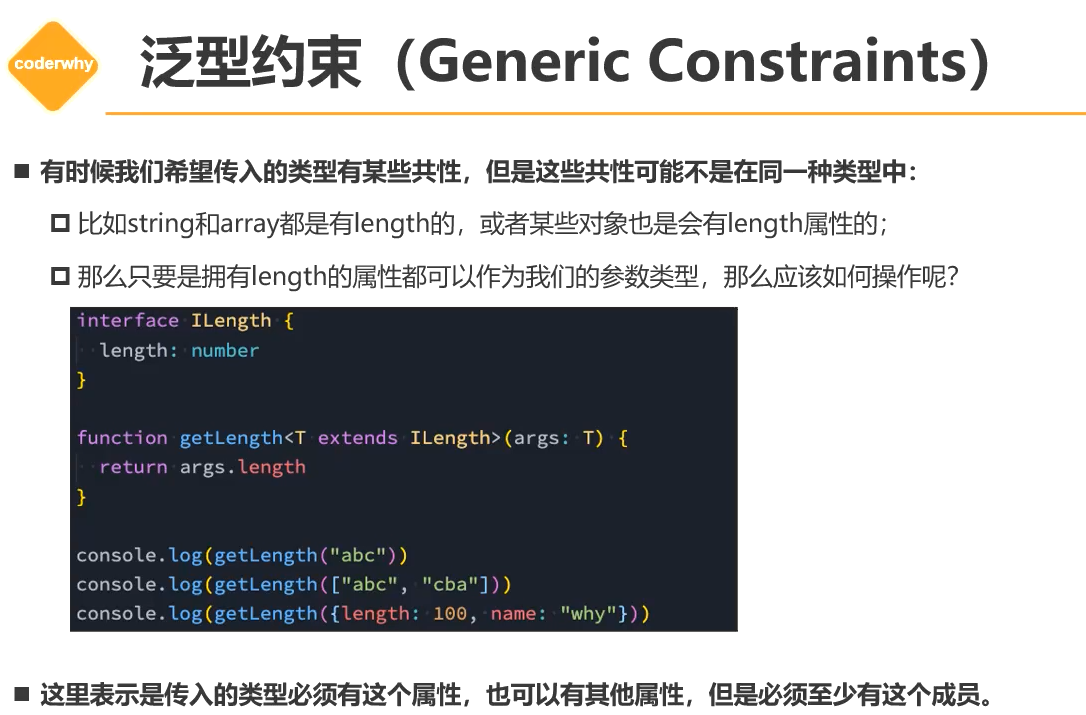 coderwhy
泛型约束（Generic Constraints）
有时候我们希望传入的类型有某些共性，但是这些共性可能不是在同一种类型中：
比如string和array都是有length的，或者某些对象也是会有length属性的；
那么只要是拥有length的属性都可以作为我们的参数类型，那么应该如何操作呢？
interface ILength {
  length: number
}
function getLength<T extends ILength>(args: T) {
  return args.length
}
console.log(getLength("abc"))
console.log(getLength(["abc", "cba"]))
console.log(getLength({length: 100, name: "why"}))
这里表示是传入的类型必须有这个属性，也可以有其他属性，但是必须至少有这个成员。